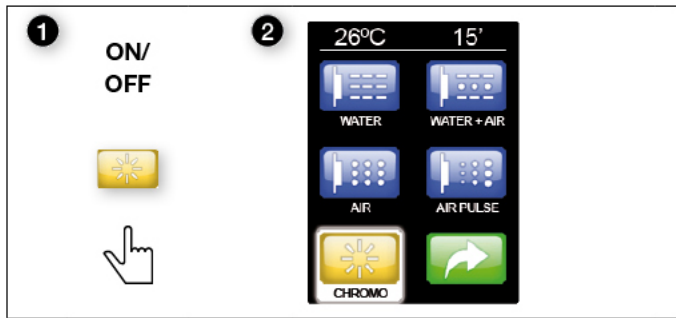 1
ON/
OFF
2
26ºC 15’
WATER WATER + AIR
AIR AIR PULSE
CHROMO